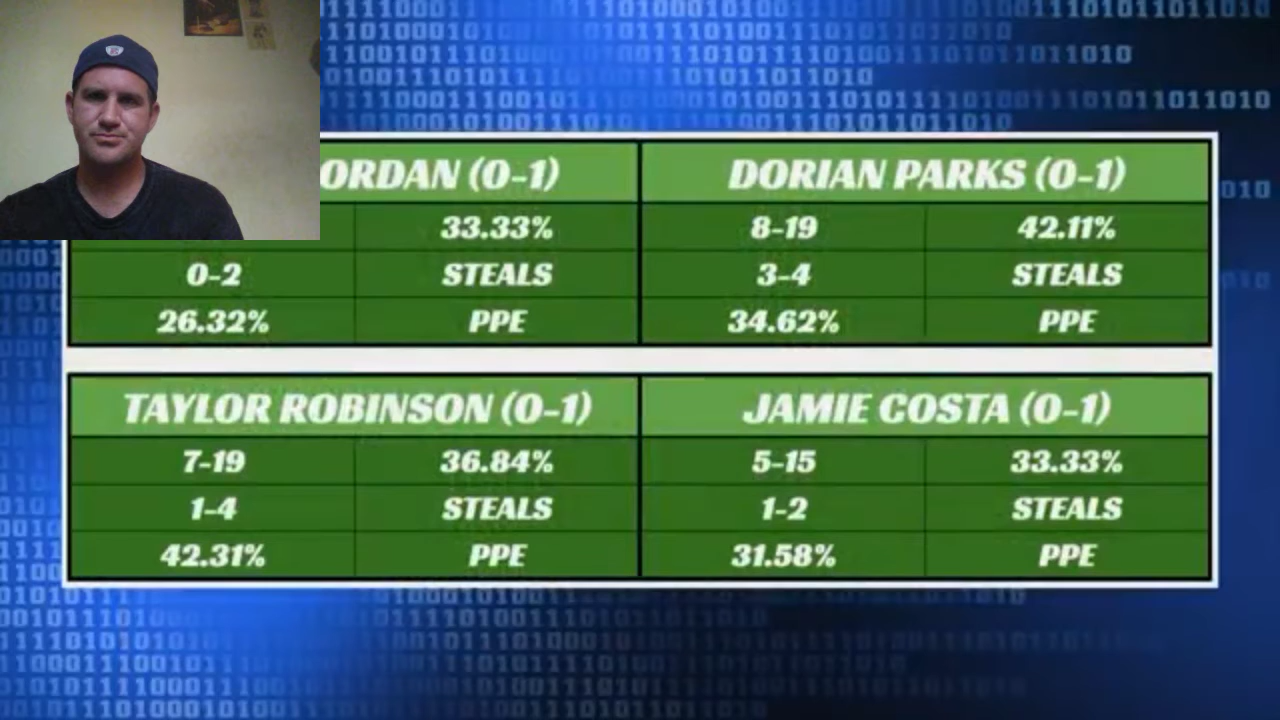 ORDAN (0-1)
33.33%
0-2 STEALS
26.32% PPE
DORIAN PARKS (0-1)
8-19 42.11%
3-4 STEALS
34.62% PPE
TAYLOR ROBINSON (0-1)
7-19 36.84%
1-4 STEALS
42.31% PPE
JAMIE COSTA (0-1)
5-15 33.33%
1-2 STEALS
31.58% PPE